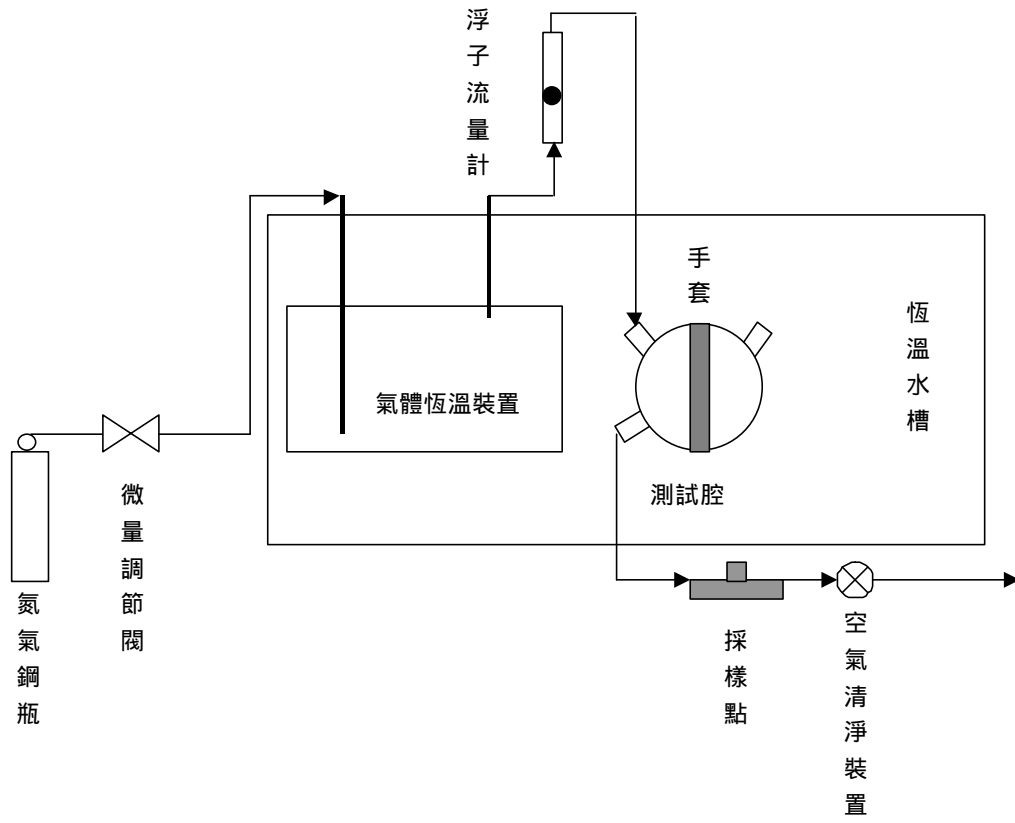 浮子流量計
手套
恆溫水槽
氣體恆溫裝置
測試腔
微量調節閥
氮氣鋼瓶
採樣點
空氣清淨裝置